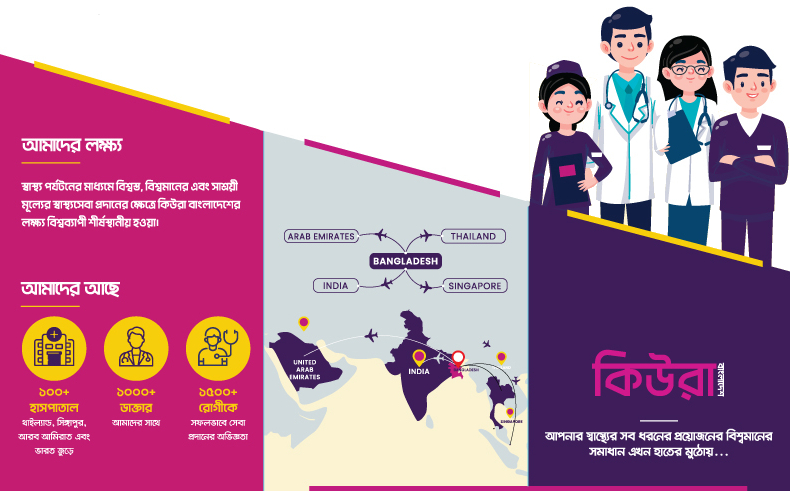 আমাদের লক্ষ্য
স্বাস্থ্য পর্যটনের মাধ্যমে বিশ্বস্ত, বিশ্বমানের এবং সাশ্রয়ী
মূল্যের স্বাস্থ্যসেবা প্রদানের ক্ষেত্রে কিউরা বাংলাদেশের
লক্ষ্য বিশ্বব্যাপী শীর্ষস্থানীয় হওয়া।
আমাদের আছে
১০০+
হাসপাতাল
থাইল্যান্ড, সিঙ্গাপুর,
আরব আমিরাত এবং
ভারত জুড়ে
১০০০+
ডাক্তার
আমাদের সাথে
১৫০০+
রোগীকে
সফলভাবে সেবা
প্রদানের অভিজ্ঞতা
ARAB EMIRATES
THAILAND
BANGLADESH
INDIA
SINGAPORE
UNITED
ARAB
EMIRATES
INDIA
BANGLADESH
SINGAPORE
কিউরা
বাংলাদেশ
আপনার স্বাস্থ্যের সব ধরনের প্রয়োজনের বিশ্বমানের
সমাধান এখন হাতের মুঠোয়...